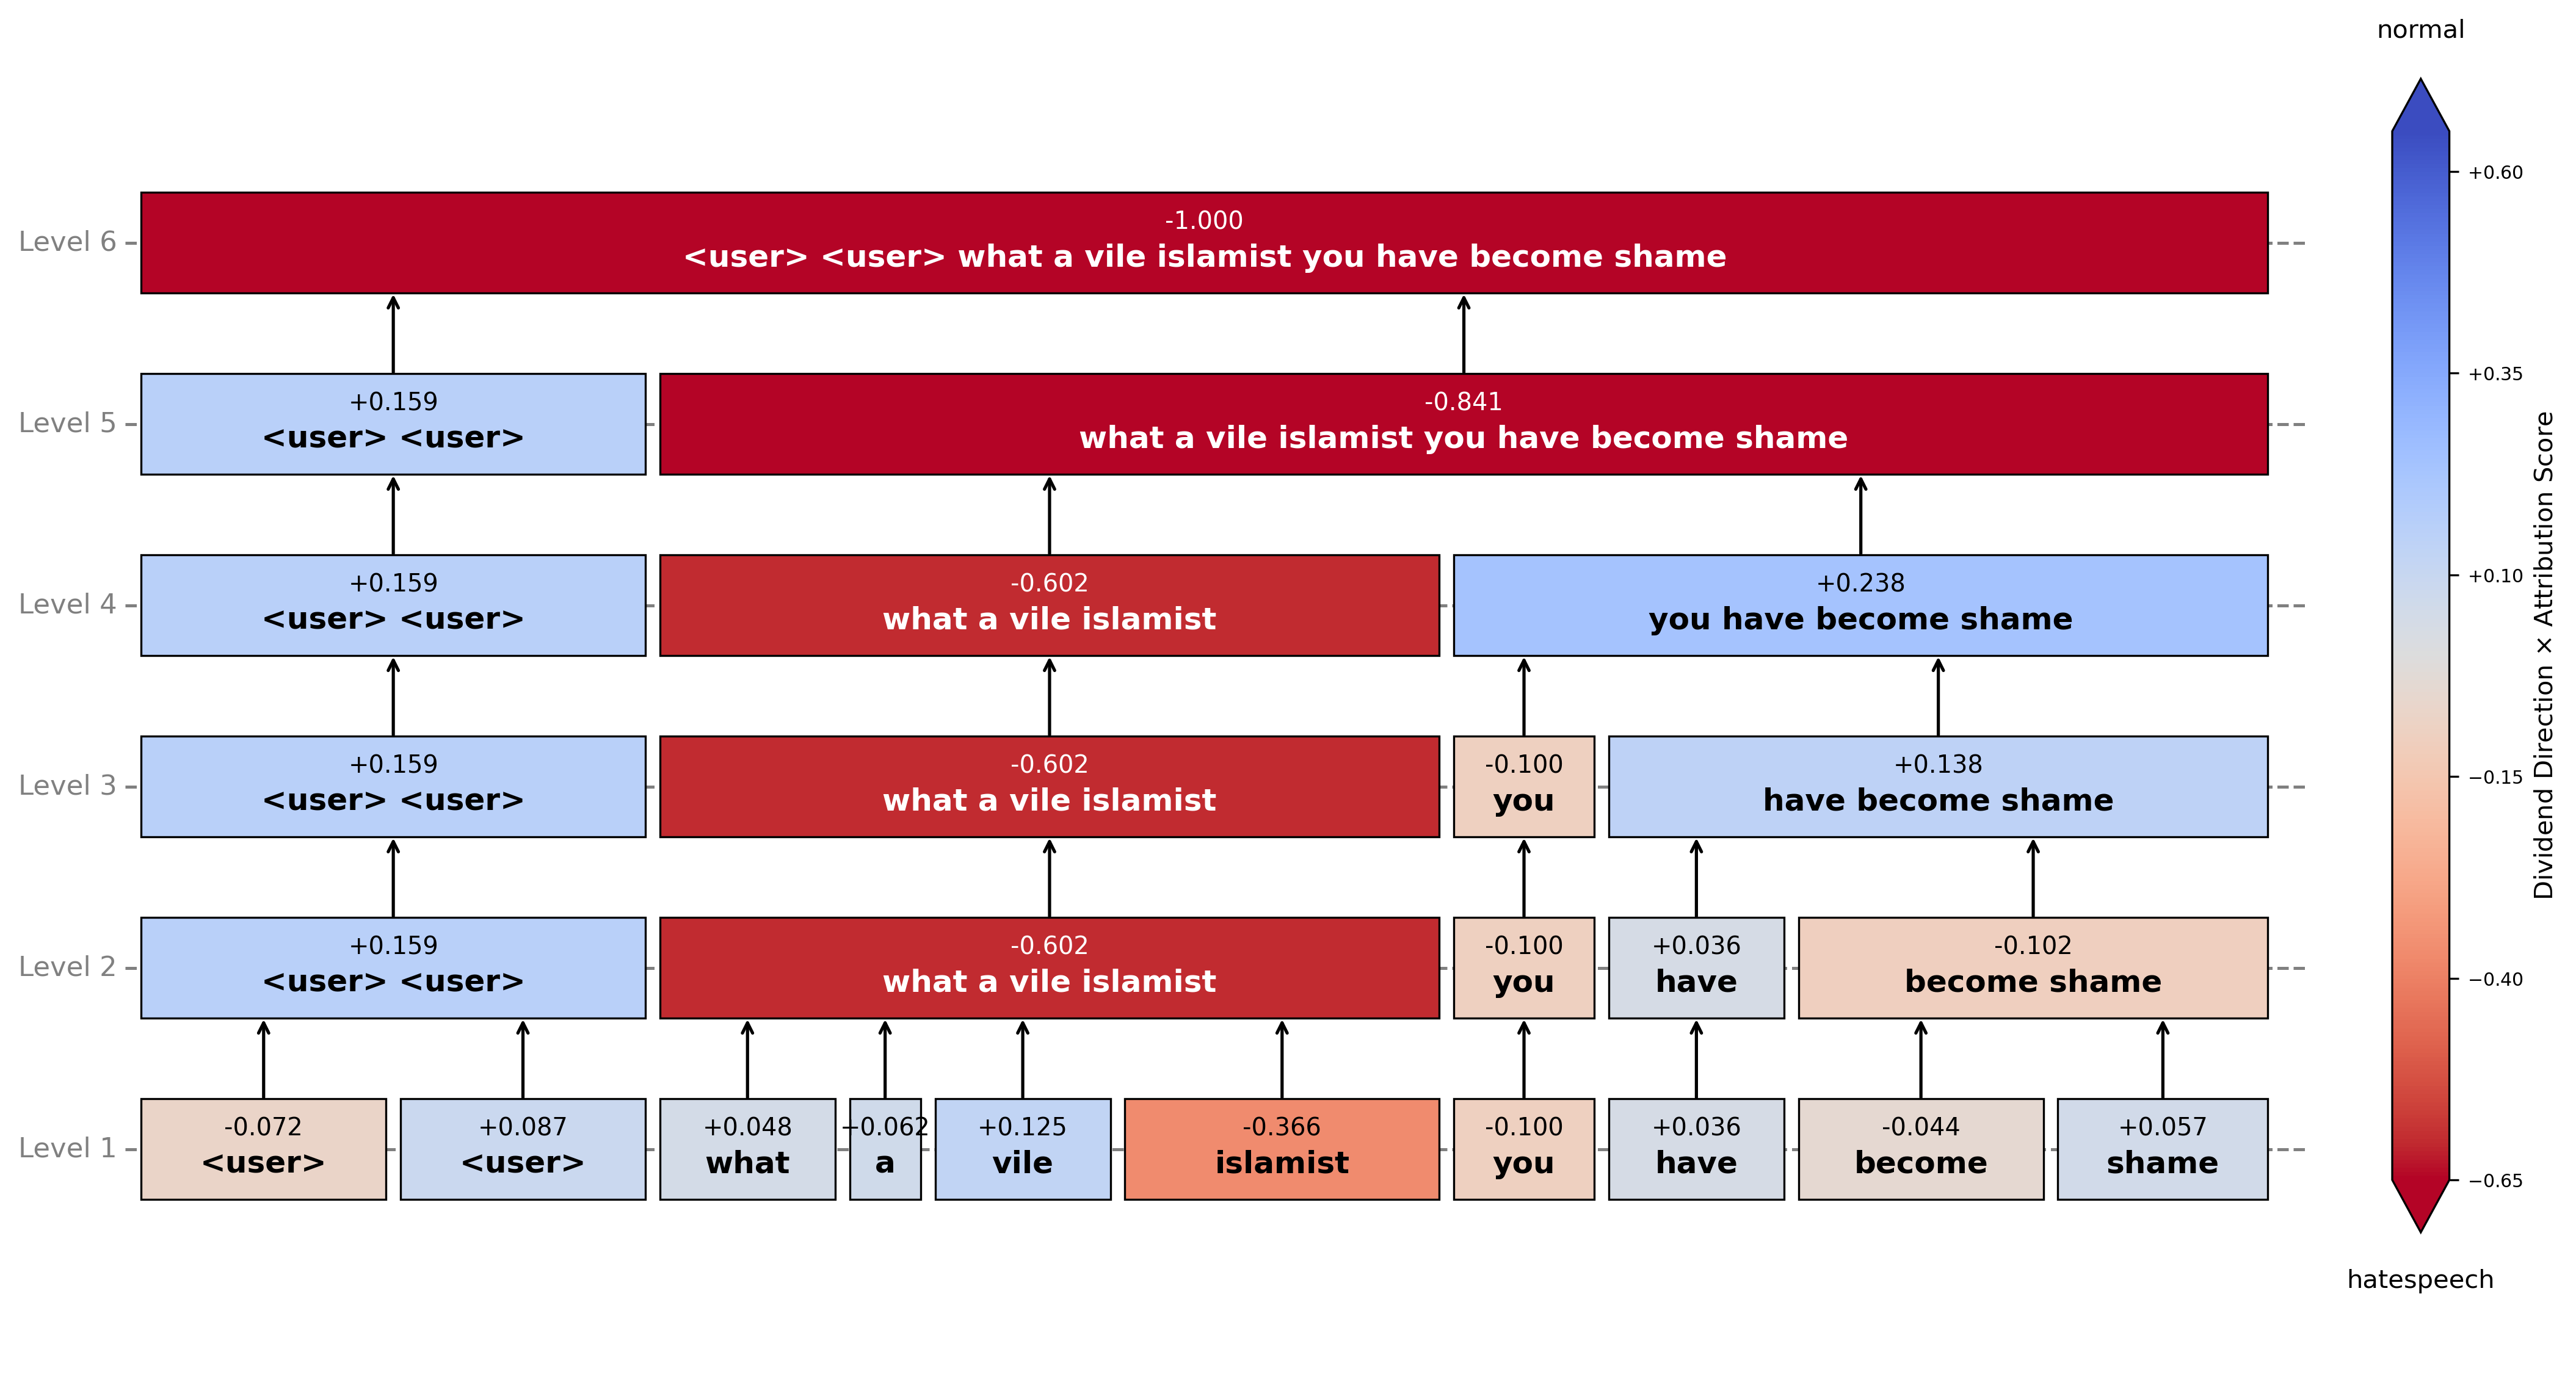 normal
Level 6
-1.000
<user> <user> what a vile islamist you have become shame
Level 5
+0.159
<user> <user>
-0.841
what a vile islamist you have become shame
Level 4
+0.159
<user> <user>
-0.602
what a vile islamist
+0.238
you have become shame
Level 3
+0.159
<user> <user>
-0.602
what a vile islamist
-0.100
you
+0.138
have become shame
Level 2
+0.159
<user> <user>
-0.602
what a vile islamist
-0.100
you
+0.036
have
-0.102
become shame
Level 1
-0.072
<user>
+0.087
<user>
+0.048
what
+0.062
a
+0.125
vile
-0.366
islamist
-0.100
you
+0.036
have
-0.044
become
+0.057
shame
+0.60
+0.35
+0.10
−0.15
−0.40
−0.65
Dividend Direction × Attribution Score
hatespeech